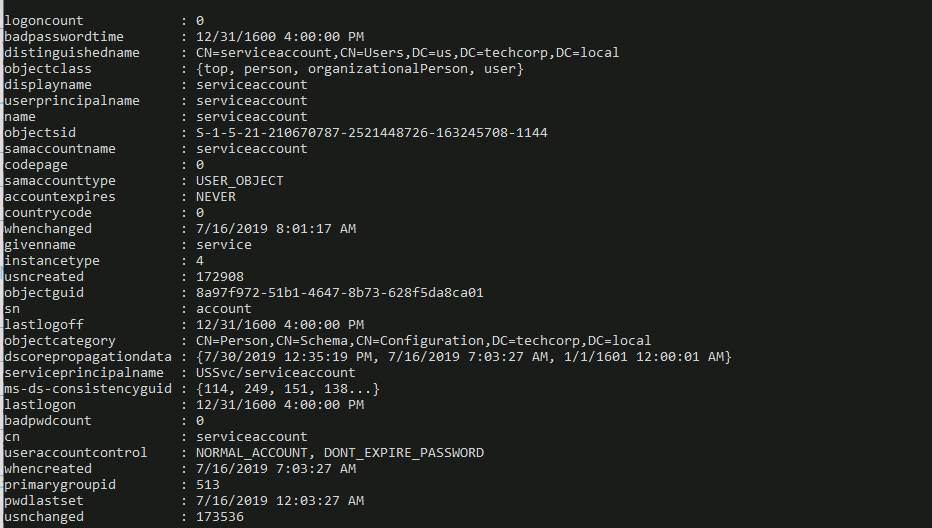 logoncount : 0
badpasswordtime : 12/31/1600 4:00:00 PM
distinguishedname : CN=serviceaccount,CN=Users,DC=us,DC=techcorp,DC=local
objectclass : {top, person, organizationalPerson, user}
displayname : serviceaccount
userprincipalname : serviceaccount
name : serviceaccount
objectsid : S-1-5-21-210670787-2521448726-163245708-1144
samaccountname : serviceaccount
codepage : 0
samaccounttype : USER_OBJECT
accountexpires : NEVER
countrycode : 0
whenchanged : 7/16/2019 8:01:17 AM
givenname : service
instancetype : 4
usncreated : 172908
objectguid : 8a97f972-51b1-4647-8b73-628f5da8ca01
sn : account
lastlogoff : 12/31/1600 4:00:00 PM
objectcategory : CN=Person,CN=Schema,CN=Configuration,DC=techcorp,DC=local
dscorepropagationdata : {7/30/2019 12:35:19 PM, 7/16/2019 7:03:27 AM, 1/1/1601 12:00:01 AM}
serviceprincipalname : USSvc/serviceaccount
ms-ds-consistencyguid : {114, 249, 151, 138...}
lastlogon : 12/31/1600 4:00:00 PM
badpwdcount : 0
cn : serviceaccount
useraccountcontrol : NORMAL_ACCOUNT, DONT_EXPIRE_PASSWORD
whencreated : 7/16/2019 7:03:27 AM
primarygroupid : 513
pwdlastset : 7/16/2019 12:03:27 AM
usnchanged : 173536